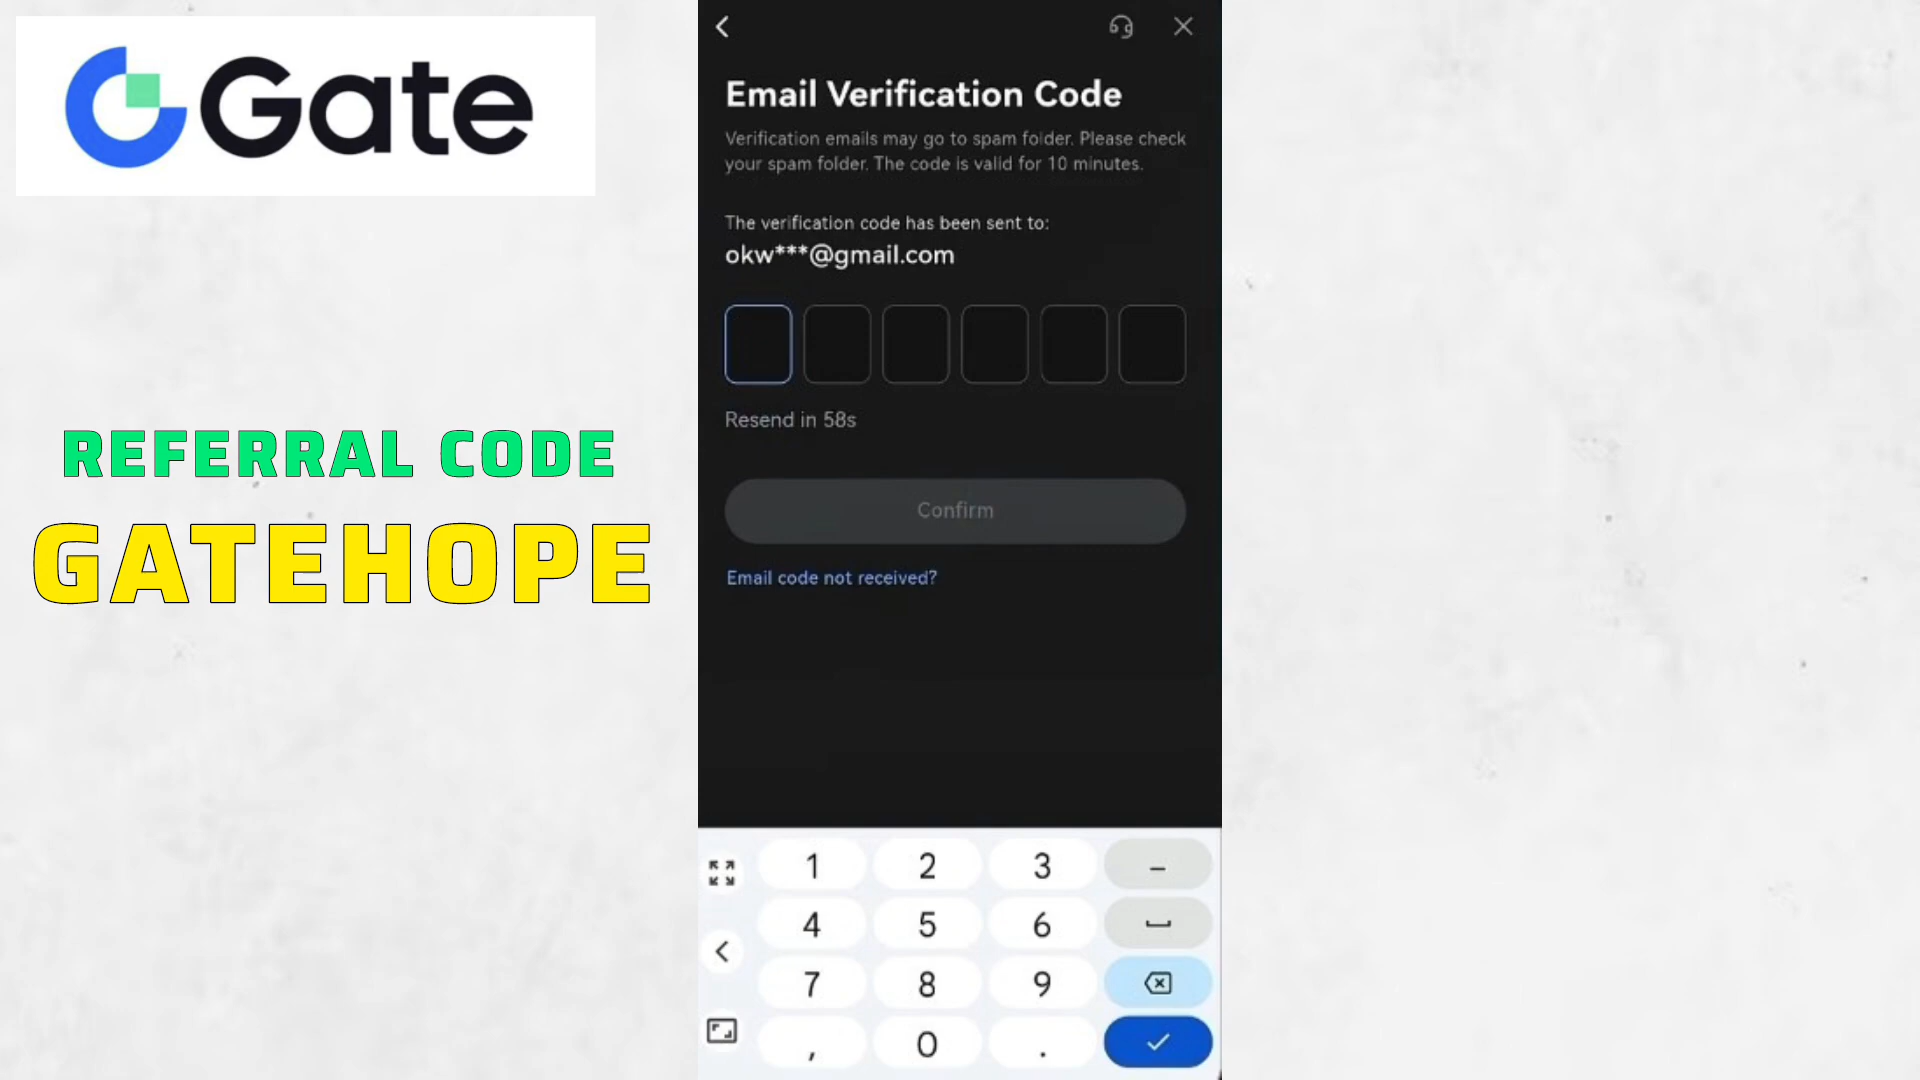 Gate
REFERRAL CODE
GATEHOPE
Email Verification Code
Verification emails may go to spam folder. Please check
your spam folder. The code is valid for 10 minutes.
The verification code has been sent to:
okw***@gmail.com
Resend in 58s
Confirm
Email code not received?
1 2 3 –
4 5 6
7 8 9
, 0 .